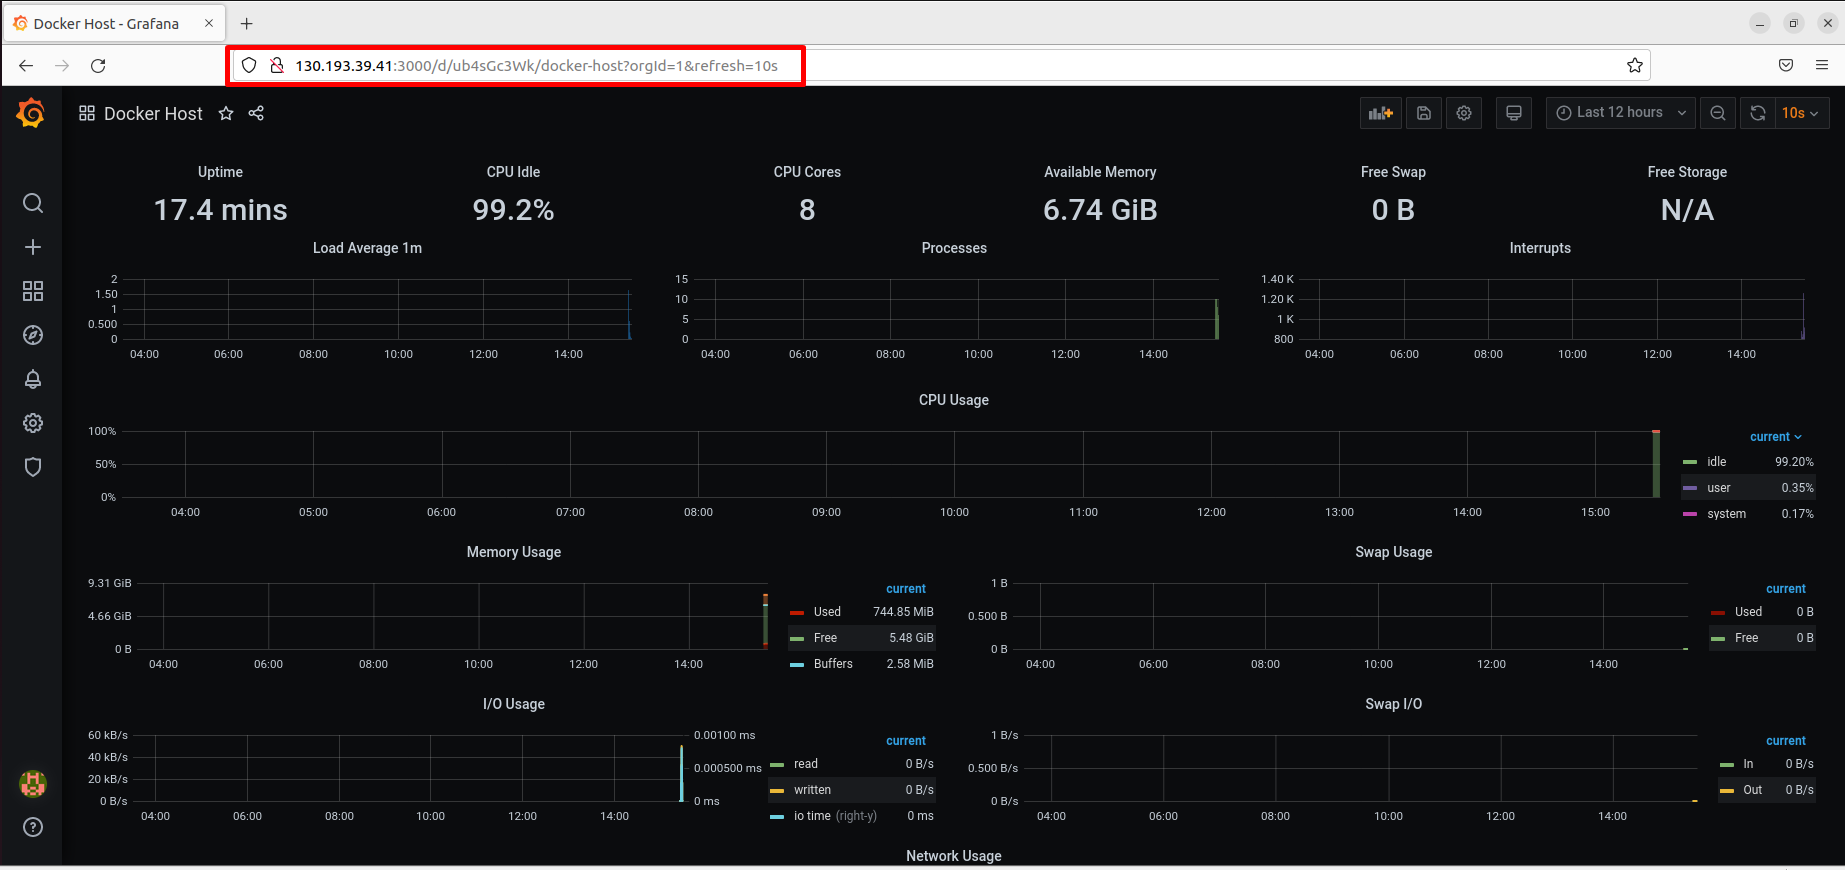 Docker Host - Grafana
130.193.39.41:3000/d/ub4sGc3Wk/docker-host?orgId=1&refresh=10s
Docker Host
Last 12 hours
10s
Uptime
17.4 mins
CPU Idle
99.2%
CPU Cores
8
Available Memory
6.74 GiB
Free Swap
0 B
Free Storage
N/A
Load Average 1m
2
1.50
1
0.500
0
04:00 06:00 08:00 10:00 12:00 14:00
Processes
15
10
5
0
04:00 06:00 08:00 10:00 12:00 14:00
Interrupts
1.40 K
1.20 K
1 K
800
04:00 06:00 08:00 10:00 12:00 14:00
CPU Usage
100%
50%
0%
04:00 05:00 06:00 07:00 08:00 09:00 10:00 11:00 12:00 13:00 14:00 15:00
current
idle 99.20%
user 0.35%
system 0.17%
Memory Usage
9.31 GiB
4.66 GiB
0 B
04:00 06:00 08:00 10:00 12:00 14:00
current
Used 744.85 MiB
Free 5.48 GiB
Buffers 2.58 MiB
Swap Usage
1 B
0.500 B
0 B
04:00 06:00 08:00 10:00 12:00 14:00
current
Used 0 B
Free 0 B
I/O Usage
60 kB/s
40 kB/s
20 kB/s
0 B/s
0.00100 ms
0.000500 ms
0 ms
04:00 06:00 08:00 10:00 12:00 14:00
current
read 0 B/s
written 0 B/s
io time (right-y) 0 ms
Swap I/O
1 B/s
0.500 B/s
0 B/s
04:00 06:00 08:00 10:00 12:00 14:00
current
In 0 B/s
Out 0 B/s
Network Usage